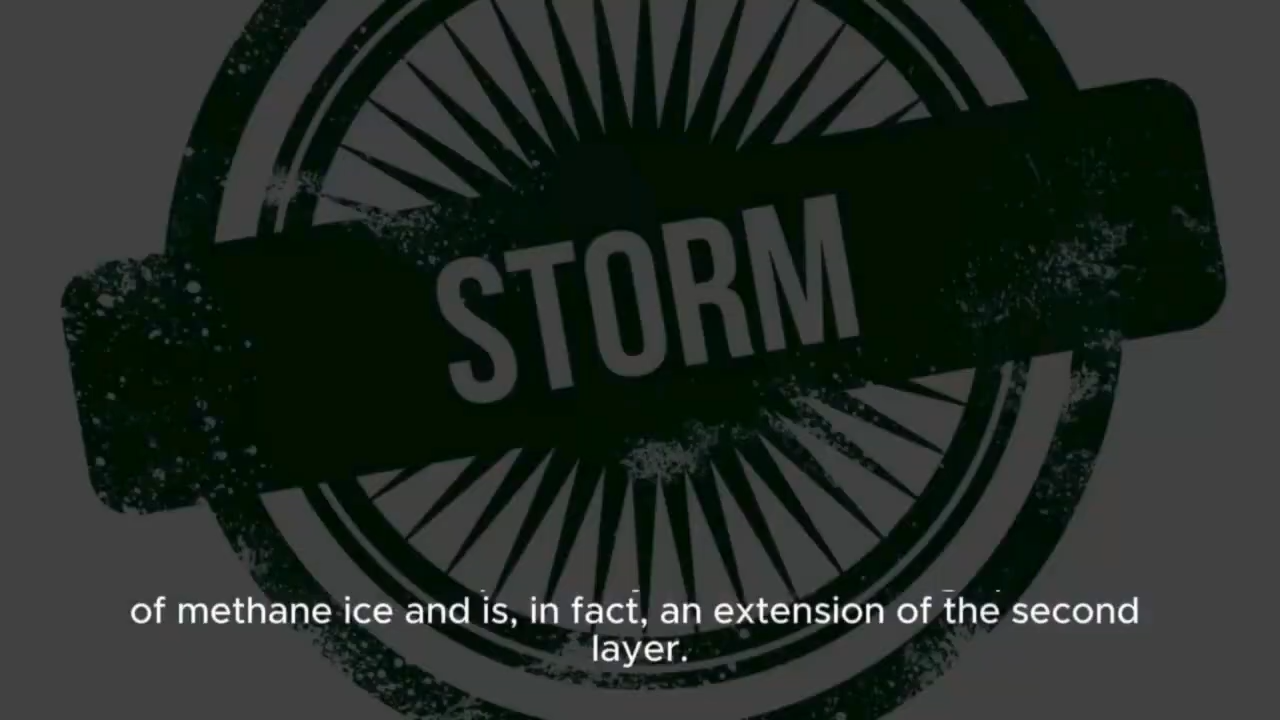 STORM
of methane ice and is, in fact, an extension of the second
layer.